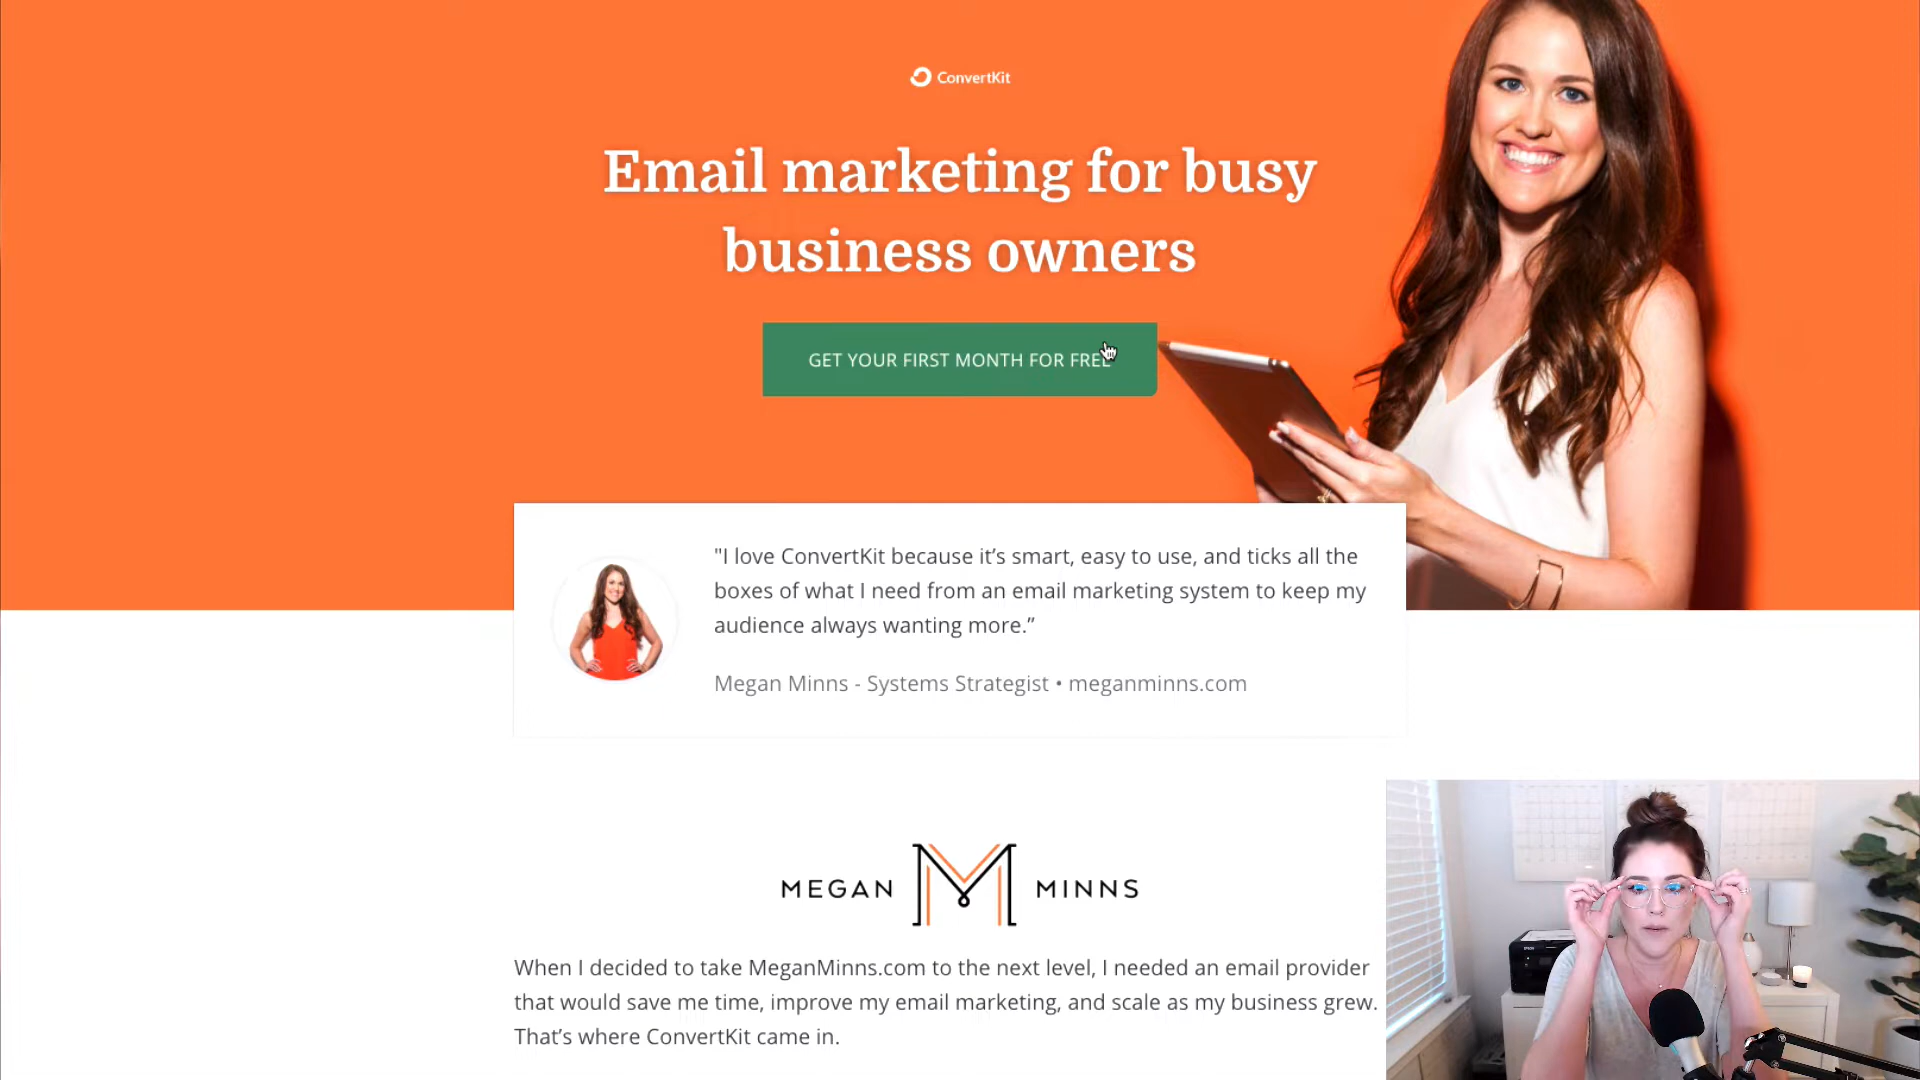 ConvertKit
Email marketing for busy
business owners
GET YOUR FIRST MONTH FOR FREE
"I love ConvertKit because it’s smart, easy to use, and ticks all the
boxes of what I need from an email marketing system to keep my
audience always wanting more.”
Megan Minns - Systems Strategist • meganminns.com
MEGAN M MINNS
When I decided to take MeganMinns.com to the next level, I needed an email provider
that would save me time, improve my email marketing, and scale as my business grew.
That’s where ConvertKit came in.
EPSON